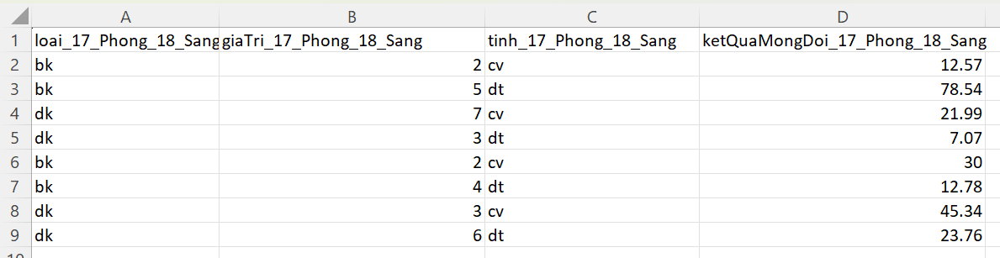 A B C D
1 loai_17_Phong_18_Sang giaTri_17_Phong_18_Sang tinh_17_Phong_18_Sang ketQuaMongDoi_17_Phong_18_Sang
2 bk 2 cv 12.57
3 bk 5 dt 78.54
4 dk 7 cv 21.99
5 dk 3 dt 7.07
6 bk 2 cv 30
7 bk 4 dt 12.78
8 dk 3 cv 45.34
9 dk 6 dt 23.76